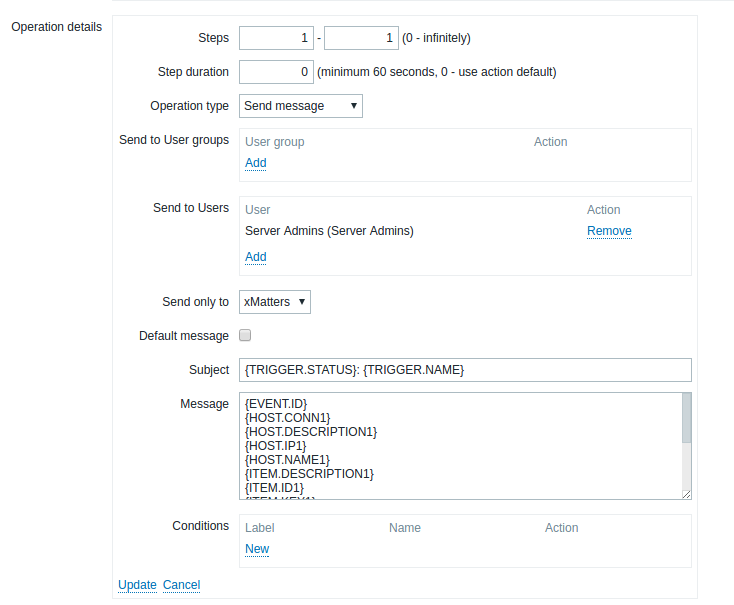 Operation details
Steps 1 - 1 (0 - infinitely)
Step duration 0 (minimum 60 seconds, 0 - use action default)
Operation type Send message
Send to User groups User group Action
Add
Send to Users User Action
Server Admins (Server Admins) Remove
Add
Send only to xMatters
Default message
Subject {TRIGGER.STATUS}: {TRIGGER.NAME}
Message {EVENT.ID}
{HOST.CONN1}
{HOST.DESCRIPTION1}
{HOST.IP1}
{HOST.NAME1}
{ITEM.DESCRIPTION1}
{ITEM.ID1}
{ITEM.KEY1}
Conditions Label Name Action
New
Update Cancel